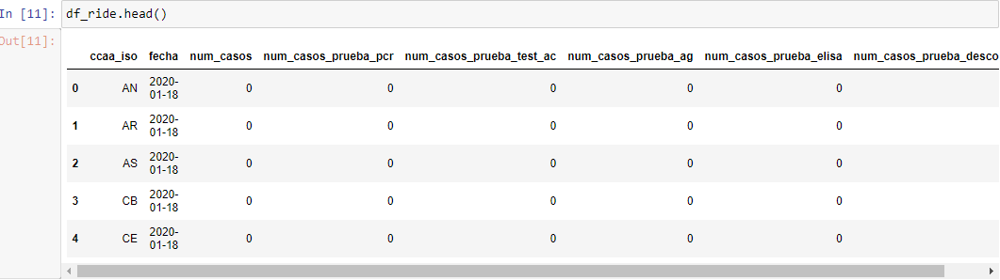 In [11]: df_ride.head()
Out[11]:
ccaa_iso fecha num_casos num_casos_prueba_pcr num_casos_prueba_test_ac num_casos_prueba_ag num_casos_prueba_elisa num_casos_prueba_desco
0 AN 2020-01-18 0 0 0 0 0
1 AR 2020-01-18 0 0 0 0 0
2 AS 2020-01-18 0 0 0 0 0
3 CB 2020-01-18 0 0 0 0 0
4 CE 2020-01-18 0 0 0 0 0